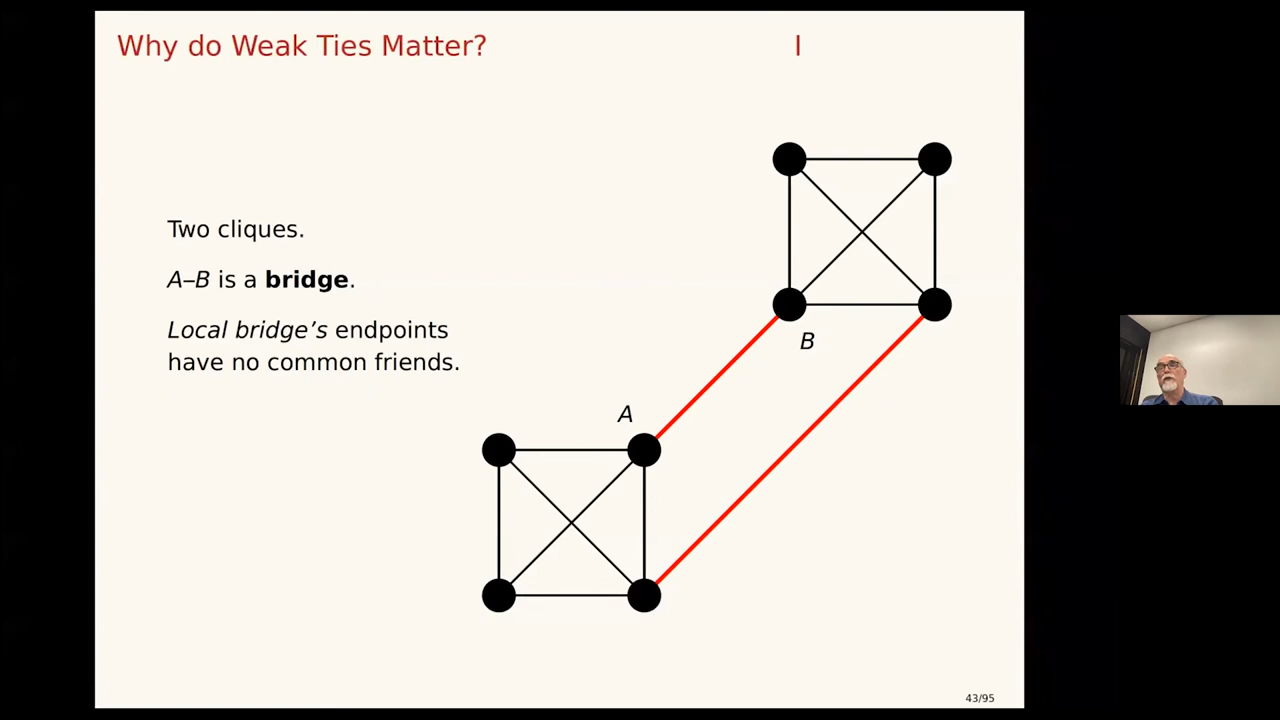 Why do Weak Ties Matter? I
Two cliques.
A–B is a bridge.
Local bridge’s endpoints
have no common friends.
B
A
43/95